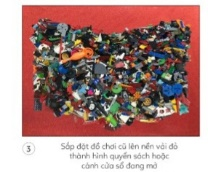 3
Sắp đặt đồ chơi cũ lên nền vải đỏ
thành hình quyển sách hoặc
cánh cửa sổ đang mở